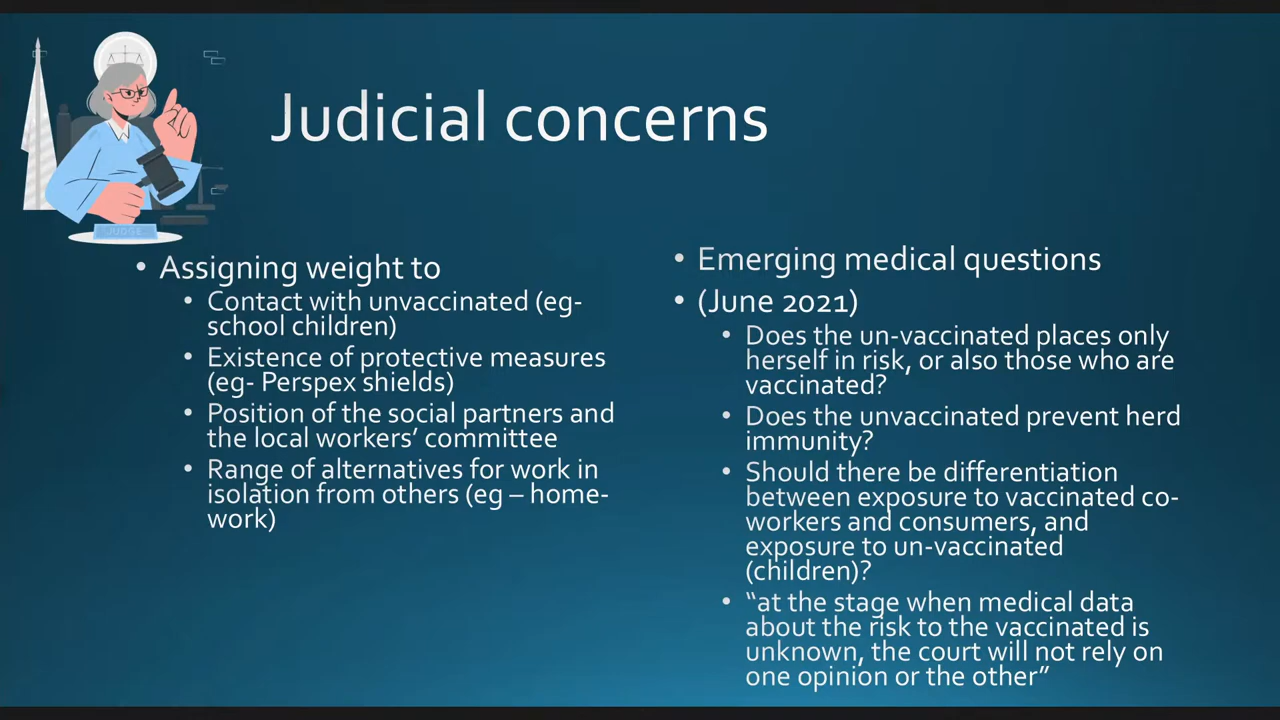 JUDGE
Judicial concerns
• Assigning weight to
• Contact with unvaccinated (eg-
school children)
• Existence of protective measures
(eg- Perspex shields)
• Position of the social partners and
the local workers’ committee
• Range of alternatives for work in
isolation from others (eg – home-
work)
• Emerging medical questions
• (June 2021)
• Does the un-vaccinated places only
herself in risk, or also those who are
vaccinated?
• Does the unvaccinated prevent herd
immunity?
• Should there be differentiation
between exposure to vaccinated co-
workers and consumers, and
exposure to un-vaccinated
(children)?
• “at the stage when medical data
about the risk to the vaccinated is
unknown, the court will not rely on
one opinion or the other”